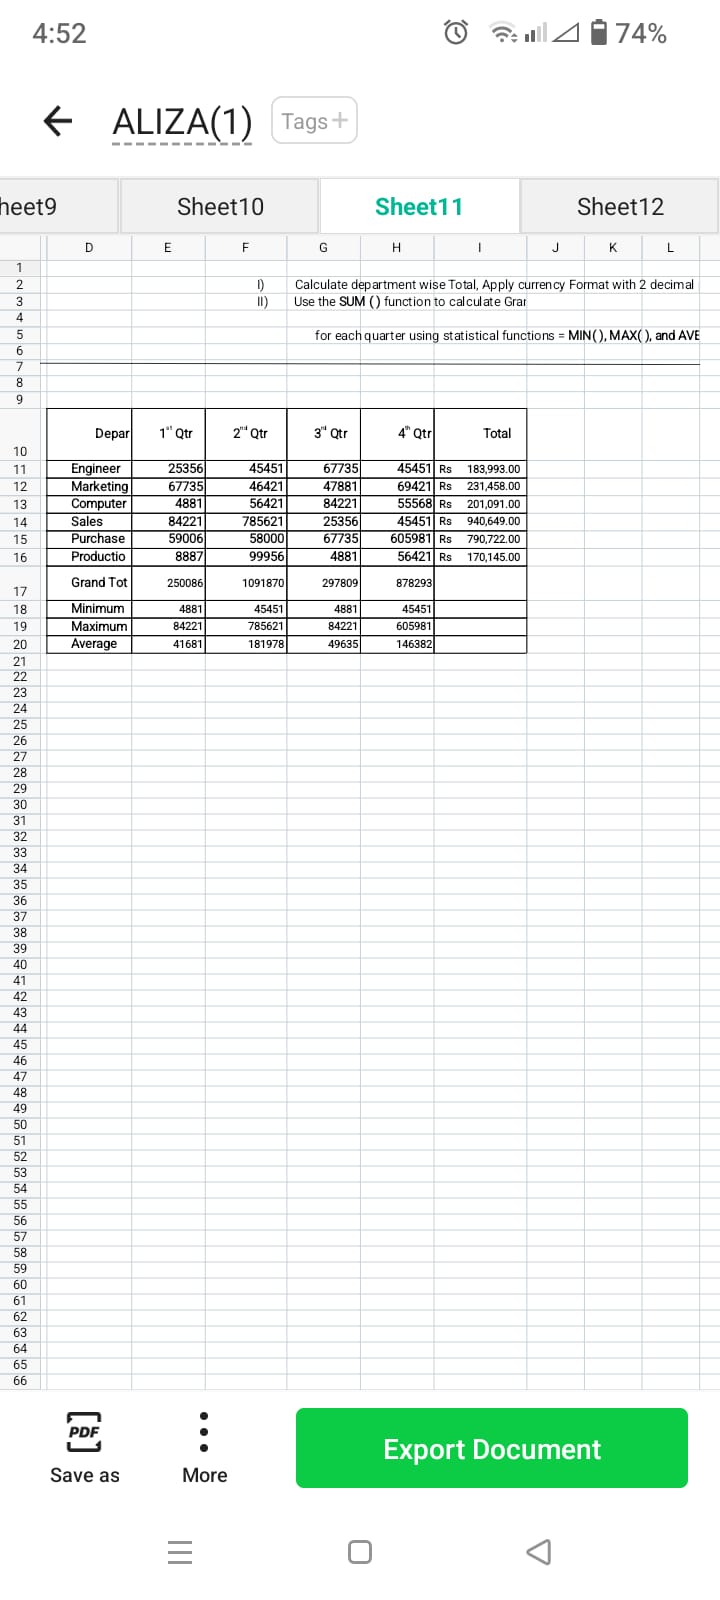 4:52 74%
ALIZA(1) Tags+
heet9 Sheet10 Sheet11 Sheet12
D E F G H I J K L
1
2 I) Calculate department wise Total, Apply currency Format with 2 decimal
3 II) Use the SUM () function to calculate Gran
4
5 for each quarter using statistical functions = MIN( ), MAX( ), and AVE
6
7
8
9
10 Depar 1st Qtr 2nd Qtr 3rd Qtr 4th Qtr Total
11 Engineer 25356 45451 67735 45451 Rs 183,993.00
12 Marketing 67735 46421 47881 69421 Rs 231,458.00
13 Computer 4881 56421 84221 55568 Rs 201,091.00
14 Sales 84221 785621 25356 45451 Rs 940,649.00
15 Purchase 59006 58000 67735 605981 Rs 790,722.00
16 Productio 8887 99956 4881 56421 Rs 170,145.00
17 Grand Tot 250086 1091870 297809 878293
18 Minimum 4881 45451 4881 45451
19 Maximum 84221 785621 84221 605981
20 Average 41681 181978 49635 146382
21
22
23
24
25
26
27
28
29
30
31
32
33
34
35
36
37
38
39
40
41
42
43
44
45
46
47
48
49
50
51
52
53
54
55
56
57
58
59
60
61
62
63
64
65
66
PDF
Save as More Export Document